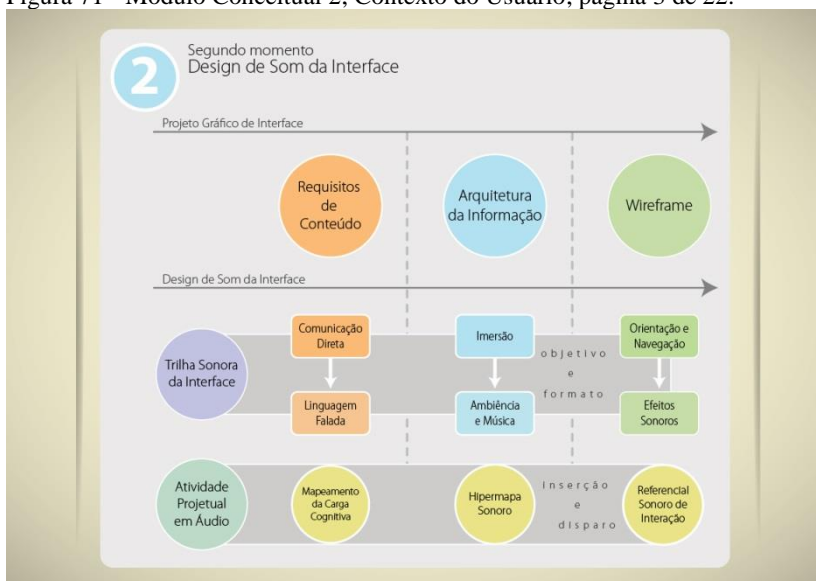 Figura 71 - Módulo Conceitual 2, Contexto do Usuário, página 3 de 22.
2
Segundo momento
Design de Som da Interface
Projeto Gráfico de Interface
Requisitos
de
Conteúdo
Arquitetura
da Informação
Wireframe
Design de Som da Interface
Trilha Sonora
da Interface
Comunicação
Direta
Linguagem
Falada
Imersão
Ambiência
e Música
objetivo
e
formato
Orientação e
Navegação
Efeitos
Sonoros
Atividade
Projetual
em Áudio
Mapeamento
da Carga
Cognitiva
Hipermapa
Sonoro
Inserção
e
disparo
Referencial
Sonoro de
Interação